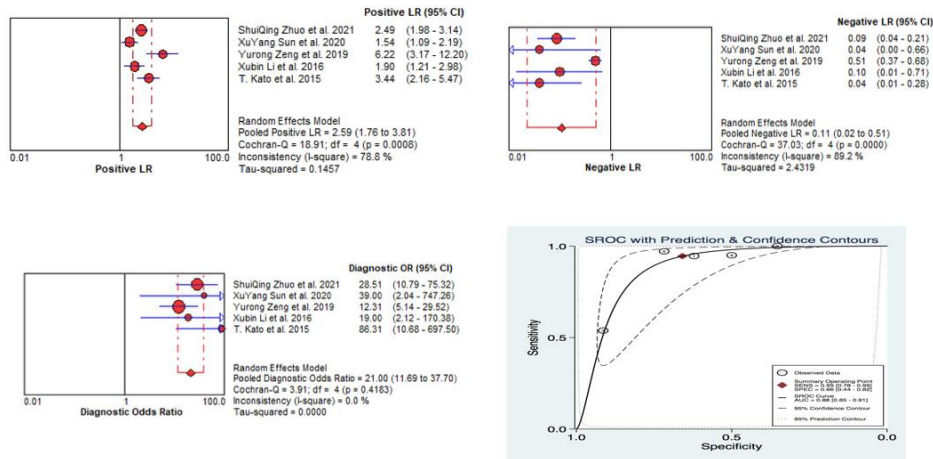 Positive LR (95% CI)
ShuiQing Zhuo et al. 2021 2.49 (1.98 - 3.14)
XuYang Sun et al. 2020 1.54 (1.09 - 2.19)
Yurong Zeng et al. 2019 6.22 (3.17 - 12.20)
Xubin Li et al. 2016 1.90 (1.21 - 2.98)
T. Kato et al. 2015 3.44 (2.16 - 5.47)
Random Effects Model
Pooled Positive LR = 2.59 (1.76 to 3.81)
Cochran-Q = 18.91; df = 4 (p = 0.0008)
Inconsistency (I-square) = 78.8 %
Tau-squared = 0.1457
0.01 1 100.0
Positive LR
Negative LR (95% CI)
ShuiQing Zhuo et al. 2021 0.09 (0.04 - 0.21)
XuYang Sun et al. 2020 0.04 (0.00 - 0.66)
Yurong Zeng et al. 2019 0.51 (0.37 - 0.68)
Xubin Li et al. 2016 0.10 (0.01 - 0.71)
T. Kato et al. 2015 0.04 (0.01 - 0.28)
Random Effects Model
Pooled Negative LR = 0.11 (0.02 to 0.51)
Cochran-Q = 37.03; df = 4 (p = 0.0000)
Inconsistency (I-square) = 89.2 %
Tau-squared = 2.4319
0.01 1 100.0
Negative LR
Diagnostic OR (95% CI)
ShuiQing Zhuo et al. 2021 28.51 (10.79 - 75.32)
XuYang Sun et al. 2020 39.00 (2.04 - 747.26)
Yurong Zeng et al. 2019 12.31 (5.14 - 29.52)
Xubin Li et al. 2016 19.00 (2.12 - 170.38)
T. Kato et al. 2015 86.31 (10.68 - 697.50)
Random Effects Model
Pooled Diagnostic Odds Ratio = 21.00 (11.69 to 37.70)
Cochran-Q = 3.91; df = 4 (p = 0.4183)
Inconsistency (I-square) = 0.0 %
Tau-squared = 0.0000
0.01 1 100.0
Diagnostic Odds Ratio
SROC with Prediction & Confidence Contours
1.0
0.5
0.0
Sensitivity
Observed Data
Summary Operating Point
SENS = 0.95
SPEC = 0.66
SROC Curve
AUC = 0.88
95% Confidence Contour
95% Prediction Contour
1.0 0.5 0.0
Specificity